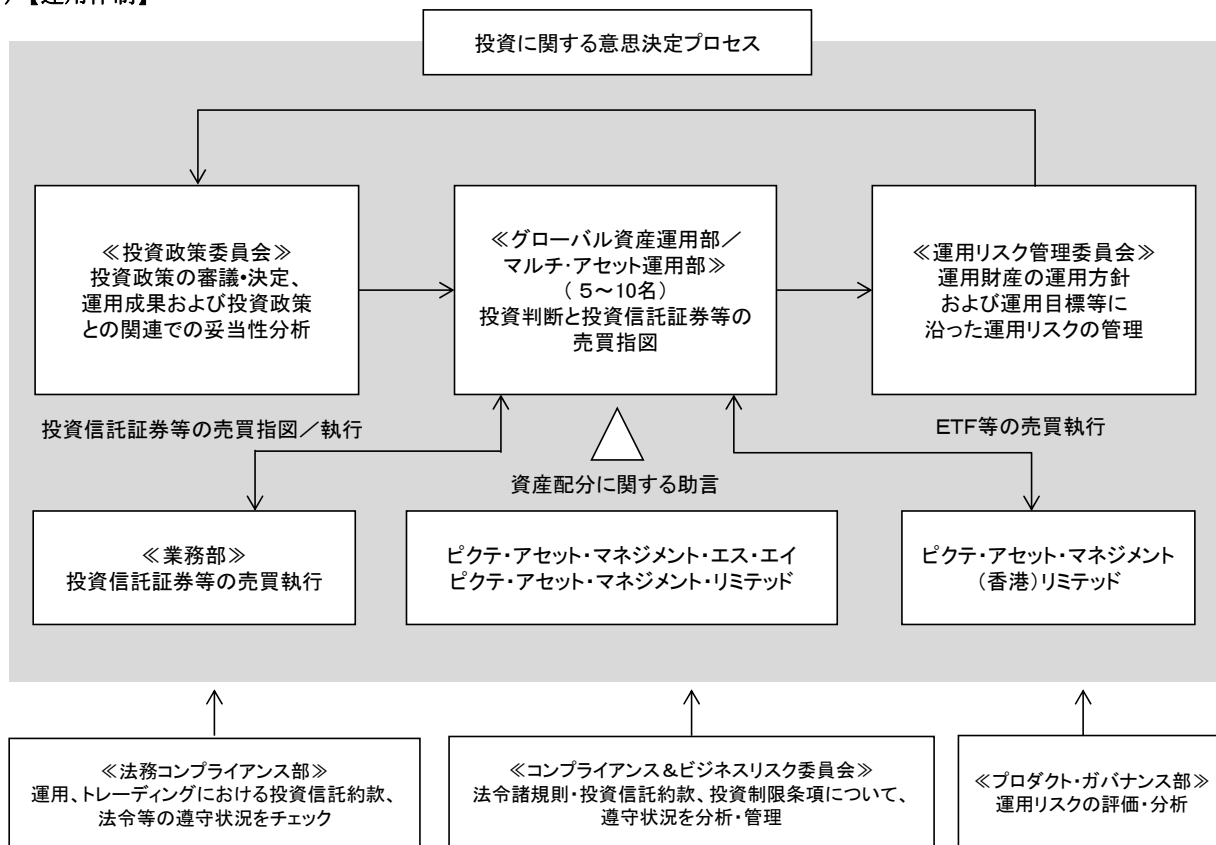 )【運用体制】
投資に関する意思決定プロセス
≪投資政策委員会≫
投資政策の審議・決定、
運用成果および投資政策
との関連での妥当性分析
≪グローバル資産運用部/
マルチ・アセット運用部≫
(5~10名)
投資判断と投資信託証券等の
売買指図
≪運用リスク管理委員会≫
運用財産の運用方針
および運用目標等に
沿った運用リスクの管理
投資信託証券等の売買指図/執行
ETF等の売買執行
資産配分に関する助言
≪業務部≫
投資信託証券等の売買執行
ピクテ・アセット・マネジメント・エス・エイ
ピクテ・アセット・マネジメント・リミテッド
ピクテ・アセット・マネジメント
(香港)リミテッド
≪法務コンプライアンス部≫
運用、トレーディングにおける投資信託約款、
法令等の遵守状況をチェック
≪コンプライアンス&ビジネスリスク委員会≫
法令諸規則・投資信託約款、投資制限条項について、
遵守状況を分析・管理
≪プロダクト・ガバナンス部≫
運用リスクの評価・分析